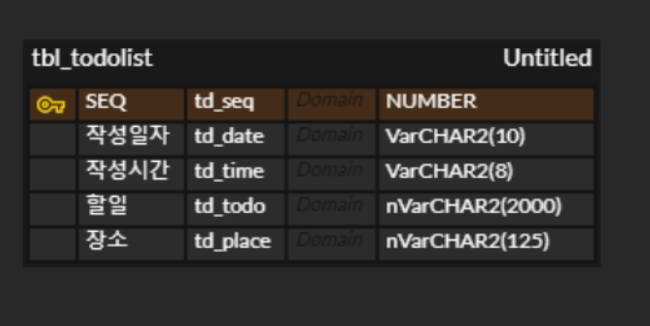 tbl_todolist Untitled
SEQ td_seq Domain NUMBER
작성일자 td_date Domain VarCHAR2(10)
작성시간 td_time Domain VarCHAR2(8)
할일 td_todo Domain nVarCHAR2(2000)
장소 td_place Domain nVarCHAR2(125)